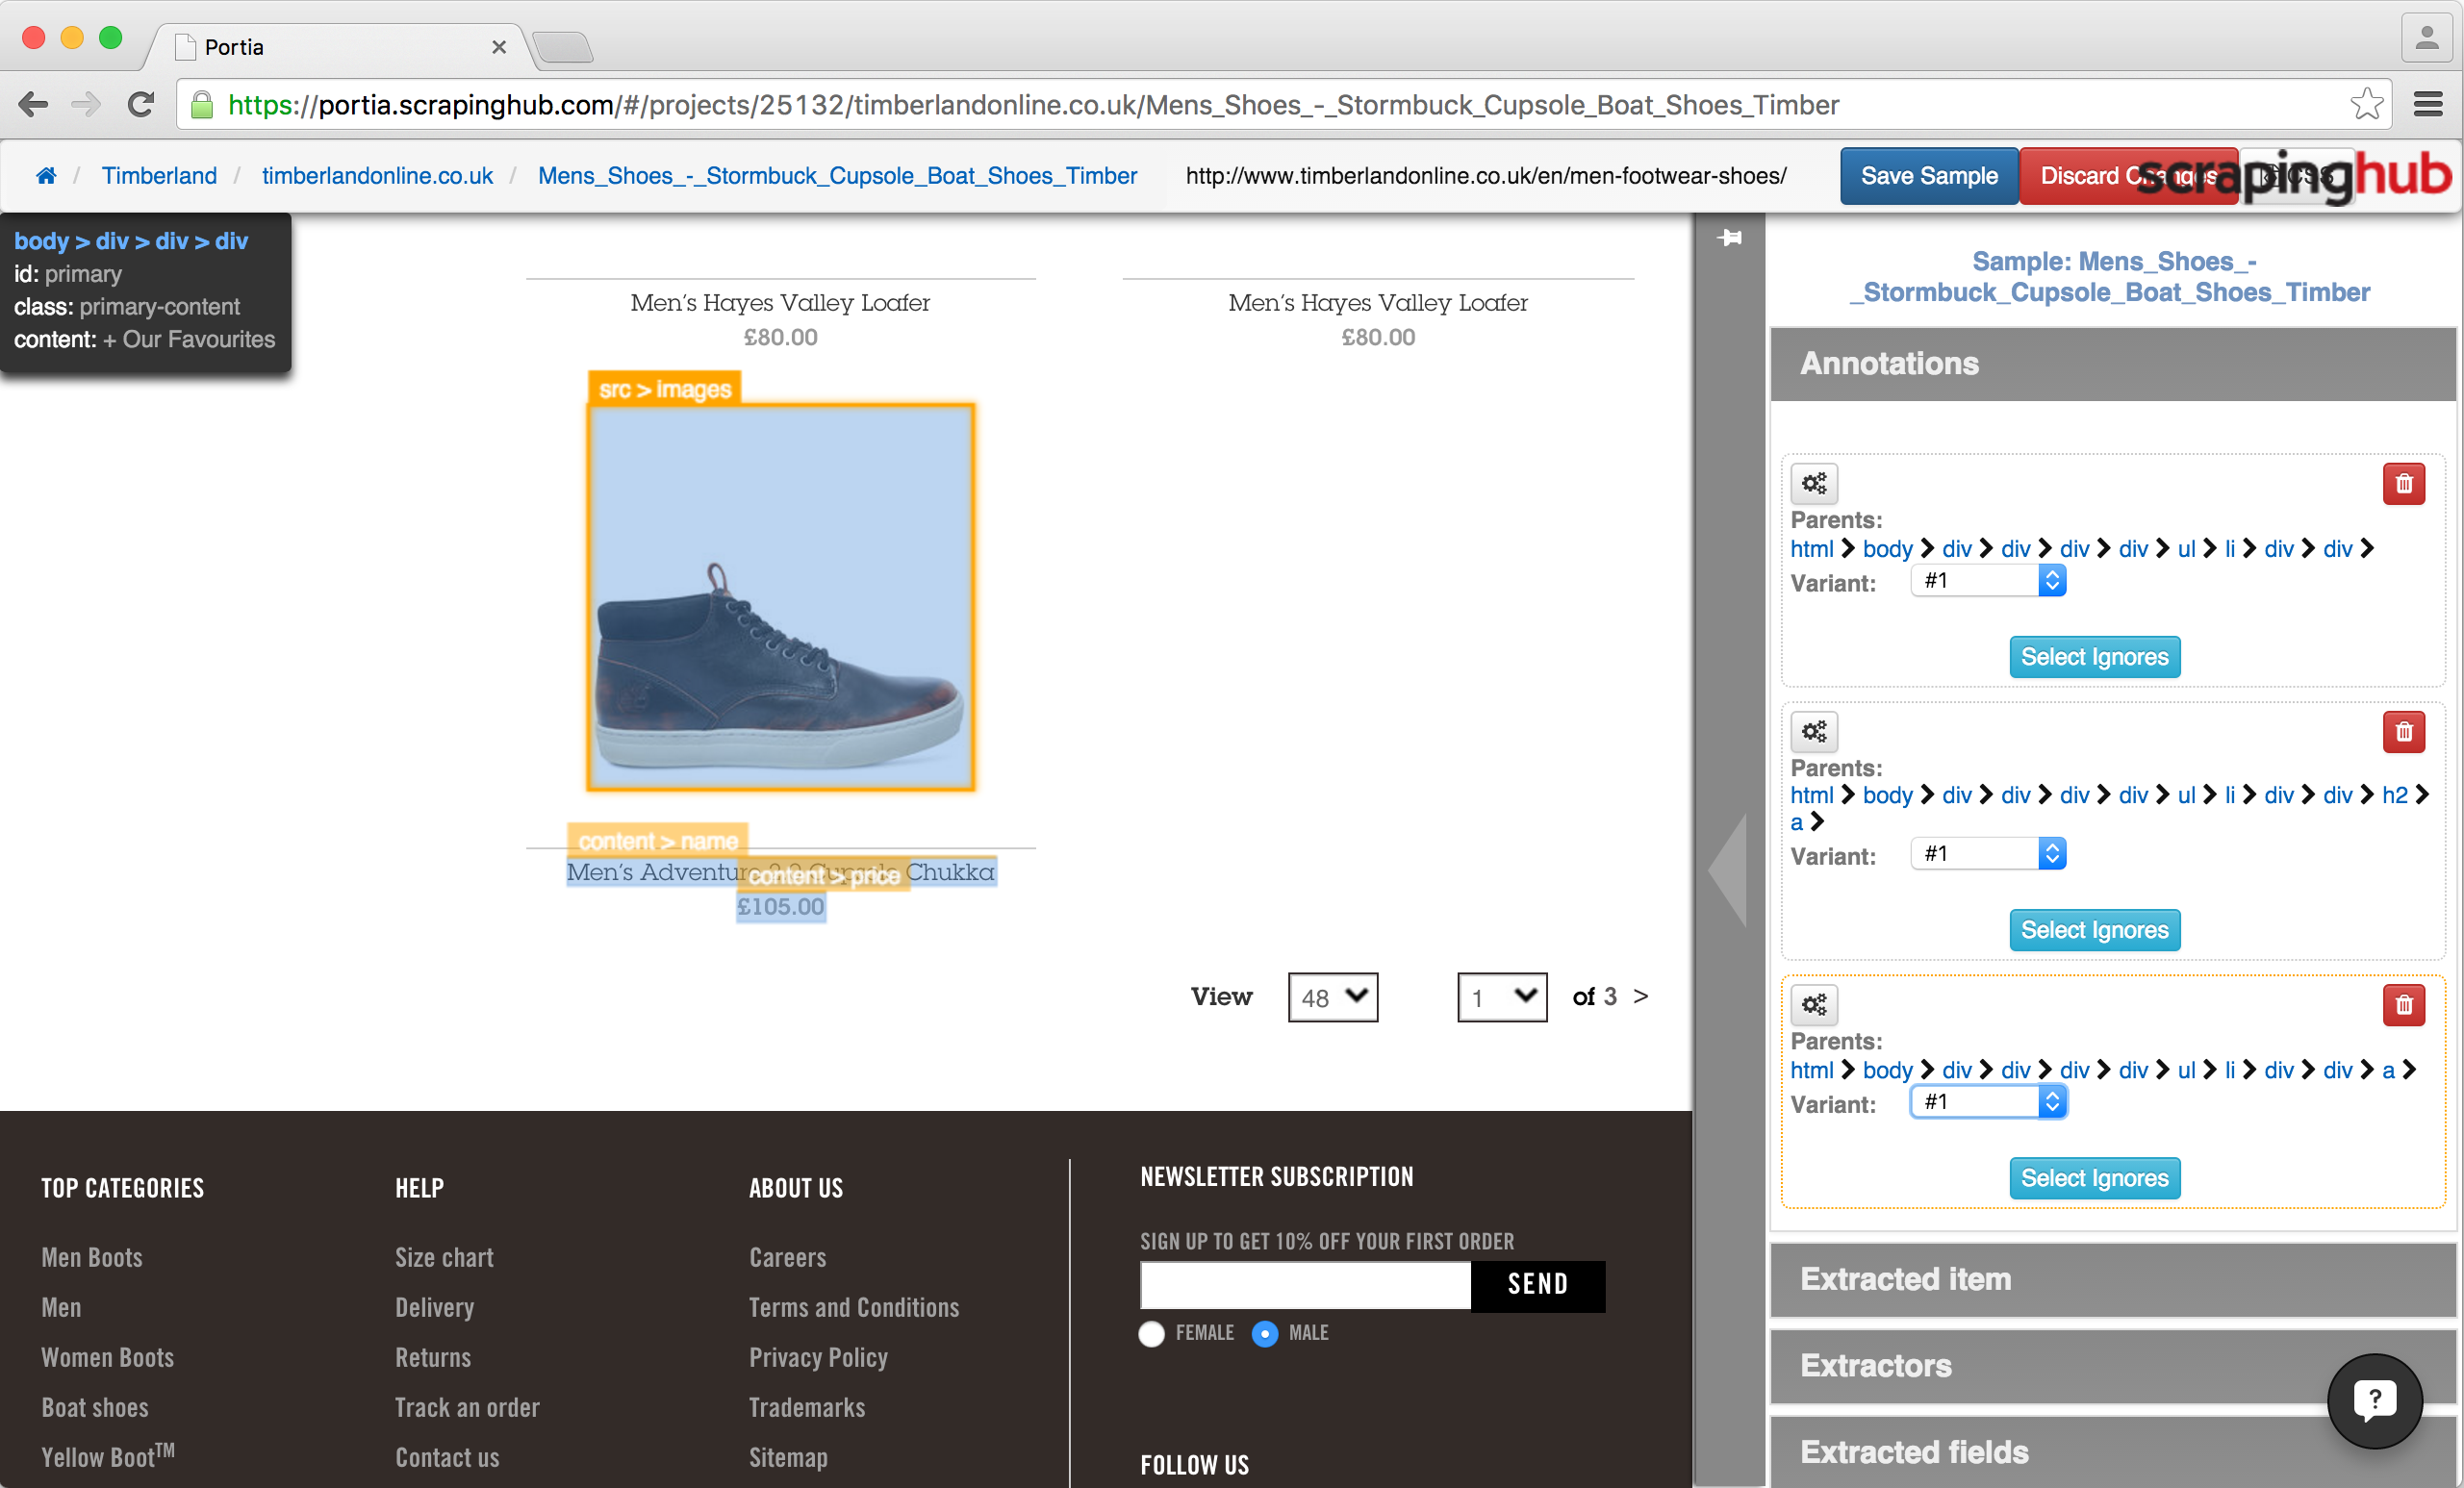 Portia
https://portia.scrapinghub.com/#/projects/25132/timberlandonline.co.uk/Mens_Shoes_-_Stormbuck_Cupsole_Boat_Shoes_Timber
/ Timberland / timberlandonline.co.uk / Mens_Shoes_-_Stormbuck_Cupsole_Boat_Shoes_Timber
http://www.timberlandonline.co.uk/en/men-footwear-shoes/
Save Sample
Discard Changes
CSS
scrapinghub
body > div > div > div
id: primary
class: primary-content
content: + Our Favourites
Men's Hayes Valley Loafer
£80.00
Men's Hayes Valley Loafer
£80.00
src > images
content > name
Men's Adventure Cupsole Chukka
content > price
£105.00
View 48 1 of 3 >
TOP CATEGORIES
Men Boots
Men
Women Boots
Boat shoes
Yellow Boot™
HELP
Size chart
Delivery
Returns
Track an order
Contact us
ABOUT US
Careers
Terms and Conditions
Privacy Policy
Trademarks
Sitemap
NEWSLETTER SUBSCRIPTION
SIGN UP TO GET 10% OFF YOUR FIRST ORDER
SEND
FEMALE MALE
FOLLOW US
Sample: Mens_Shoes_-
_Stormbuck_Cupsole_Boat_Shoes_Timber
Annotations
Parents:
html > body > div > div > div > div > ul > li > div > div >
Variant: #1
Select Ignores
Parents:
html > body > div > div > div > div > ul > li > div > div > h2 >
a >
Variant: #1
Select Ignores
Parents:
html > body > div > div > div > div > ul > li > div > div > a >
Variant: #1
Select Ignores
Extracted item
Extractors
Extracted fields